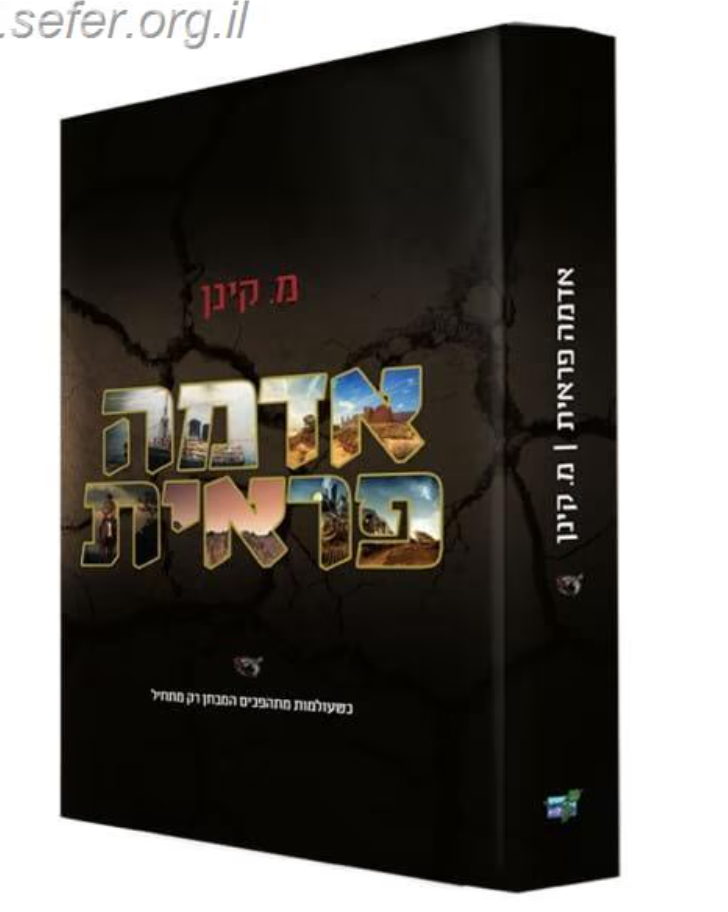 .sefer.org.il
מ. קינן
אדמה
פראית
כשעולמות מתהפכים המבחן רק מתחיל
אדמה פראית | מ. קינן